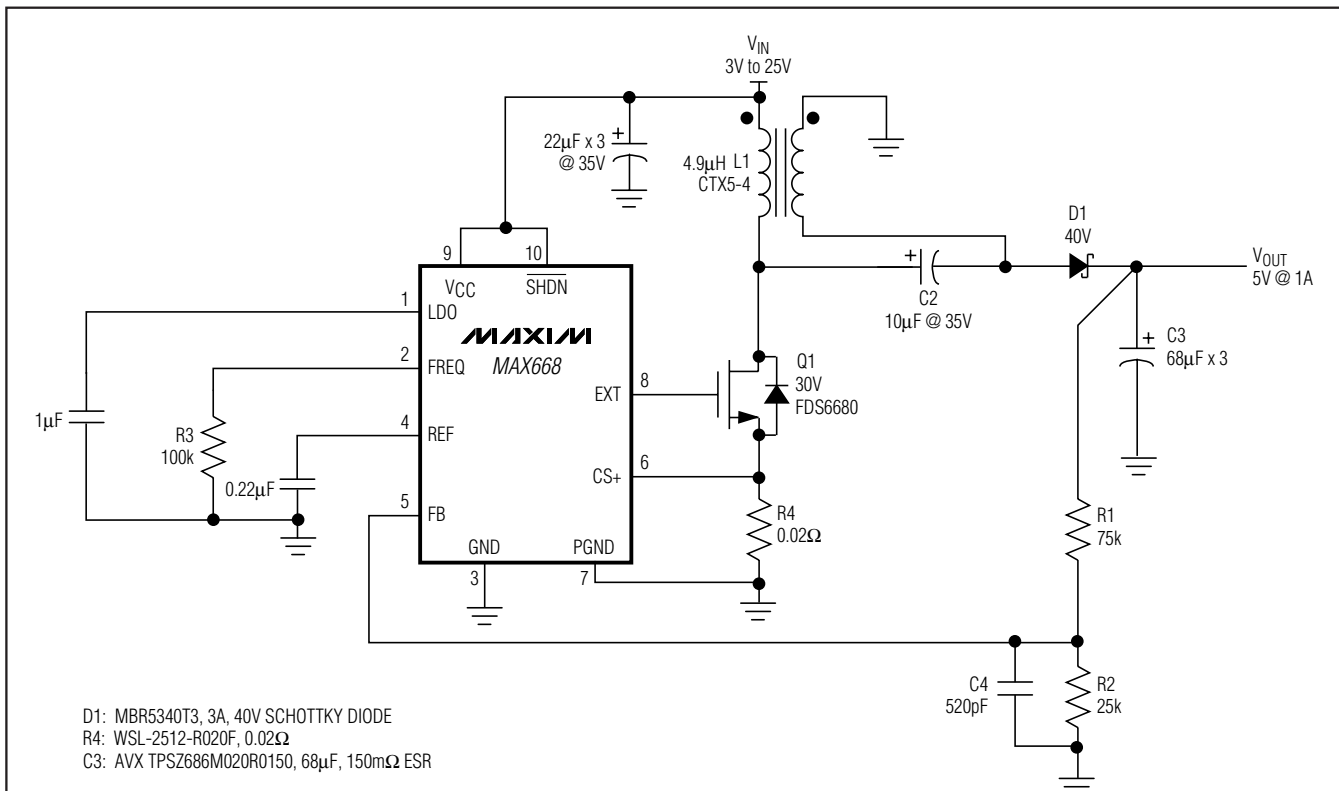 VIN
3V to 25V
22μF x 3
@ 35V
4.9μH L1
CTX5-4
D1
40V
VOUT
5V @ 1A
9
10
VCC
SHDN
1
LDO
MAXIM
MAX668
C2
10μF @ 35V
C3
68μF x 3
2
FREQ
Q1
30V
FDS6680
EXT
8
1μF
R3
100k
4
REF
0.22μF
CS+
6
5
FB
R4
0.02Ω
R1
75k
GND
PGND
3
7
C4
520pF
R2
25k
D1: MBR5340T3, 3A, 40V SCHOTTKY DIODE
R4: WSL-2512-R020F, 0.02Ω
C3: AVX TPSZ686M020R0150, 68μF, 150mΩ ESR